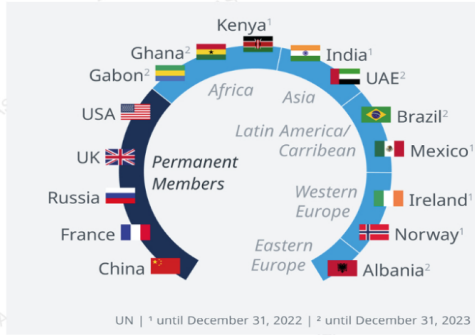 Kenya¹
Ghana²
India¹
Gabon²
UAE²
Africa
Asia
USA
Brazil²
Latin America/
Carribean
UK
Permanent
Members
Mexico¹
Russia
Western
Europe
Ireland¹
France
Norway¹
Eastern
Europe
China
Albania²
UN | ¹ until December 31, 2022 | ² until December 31, 2023